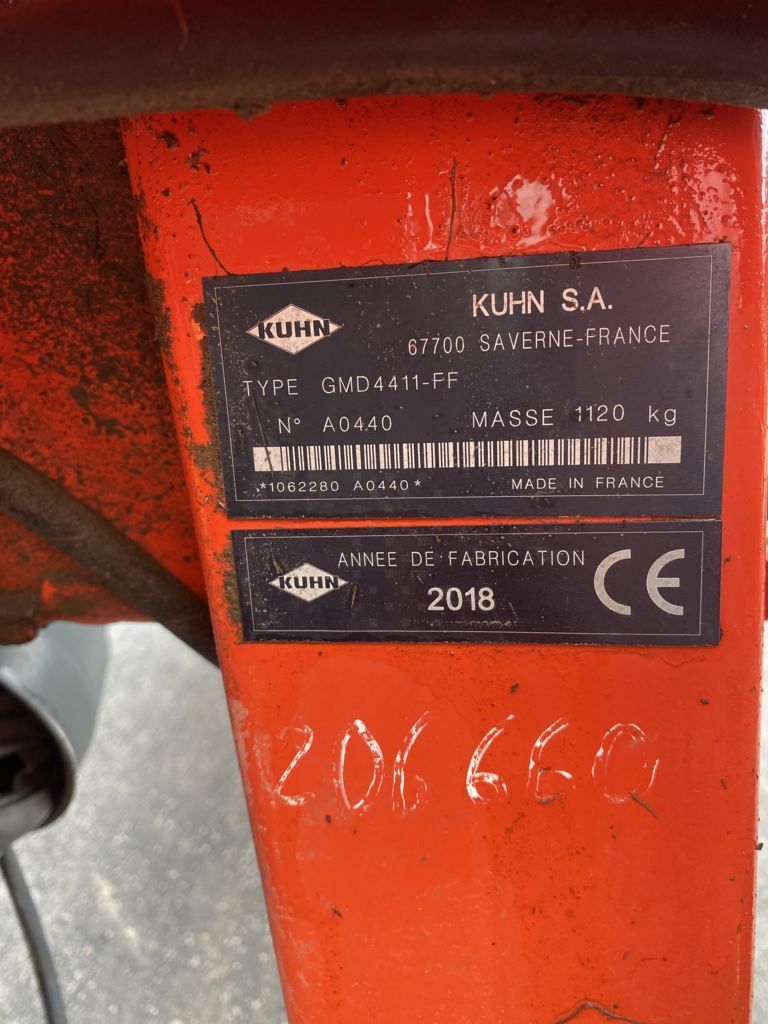 KUHN
KUHN S.A.
67700 SAVERNE-FRANCE
TYPE GMD4411-FF
N° A0440 MASSE 1120 kg
*1062280 A0440* MADE IN FRANCE
KUHN
ANNEE DE FABRICATION
2018
CE
206660